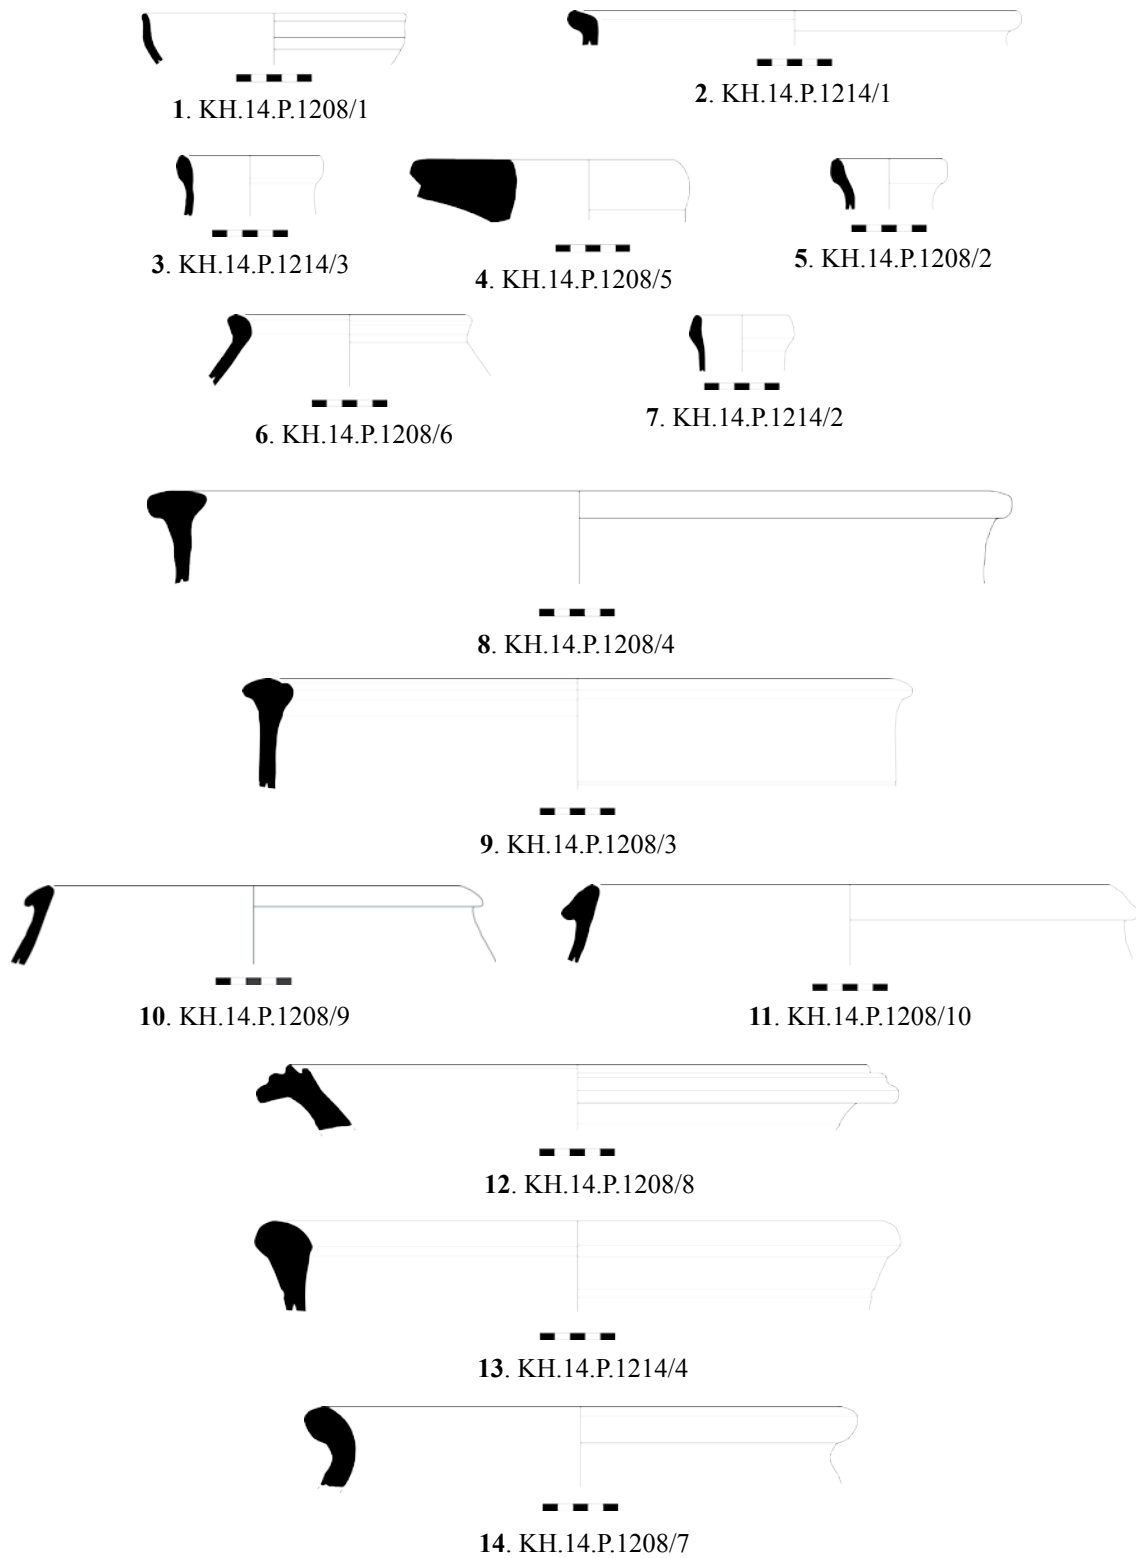 1. KH.14.P.1208/1
2. KH.14.P.1214/1
3. KH.14.P.1214/3
4. KH.14.P.1208/5
5. KH.14.P.1208/2
6. KH.14.P.1208/6
7. KH.14.P.1214/2
8. KH.14.P.1208/4
9. KH.14.P.1208/3
10. KH.14.P.1208/9
11. KH.14.P.1208/10
12. KH.14.P.1208/8
13. KH.14.P.1214/4
14. KH.14.P.1208/7